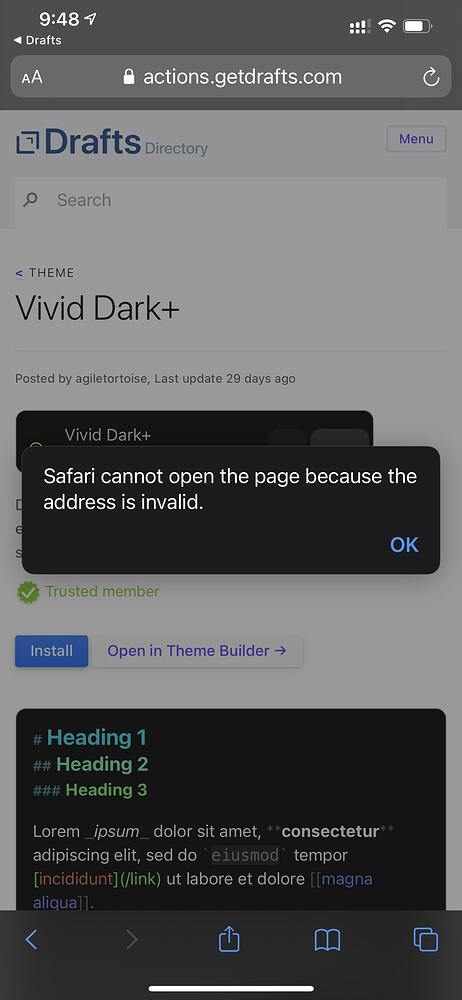 9:48
◀ Drafts
AA actions.getdrafts.com
Drafts Directory
Menu
Search
< THEME
Vivid Dark+
Posted by agiletortoise, Last update 29 days ago
Vivid Dark+
Safari cannot open the page because the
address is invalid.
OK
Trusted member
Install
Open in Theme Builder →
# Heading 1
## Heading 2
### Heading 3
Lorem _ipsum_ dolor sit amet, **consectetur**
adipiscing elit, sed do `eiusmod` tempor
[incididunt](/link) ut labore et dolore [[magna
aliqua]].